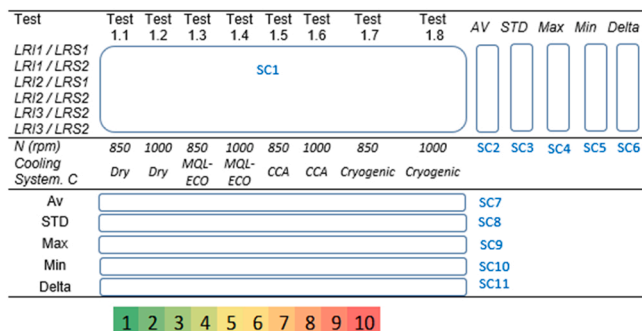 Test Test 1.1 Test 1.2 Test 1.3 Test 1.4 Test 1.5 Test 1.6 Test 1.7 Test 1.8 AV STD Max Min Delta
LRI1 / LRS1
LRI1 / LRS2
LRI2 / LRS1
LRI2 / LRS2
LRI3 / LRS2
LRI3 / LRS2
SC1
N (rpm) 850 1000 850 1000 850 1000 850 1000 SC2 SC3 SC4 SC5 SC6
Cooling System. C Dry Dry MQL-ECO MQL-ECO CCA CCA Cryogenic Cryogenic
Av SC7
STD SC8
Max SC9
Min SC10
Delta SC11
1 2 3 4 5 6 7 8 9 10